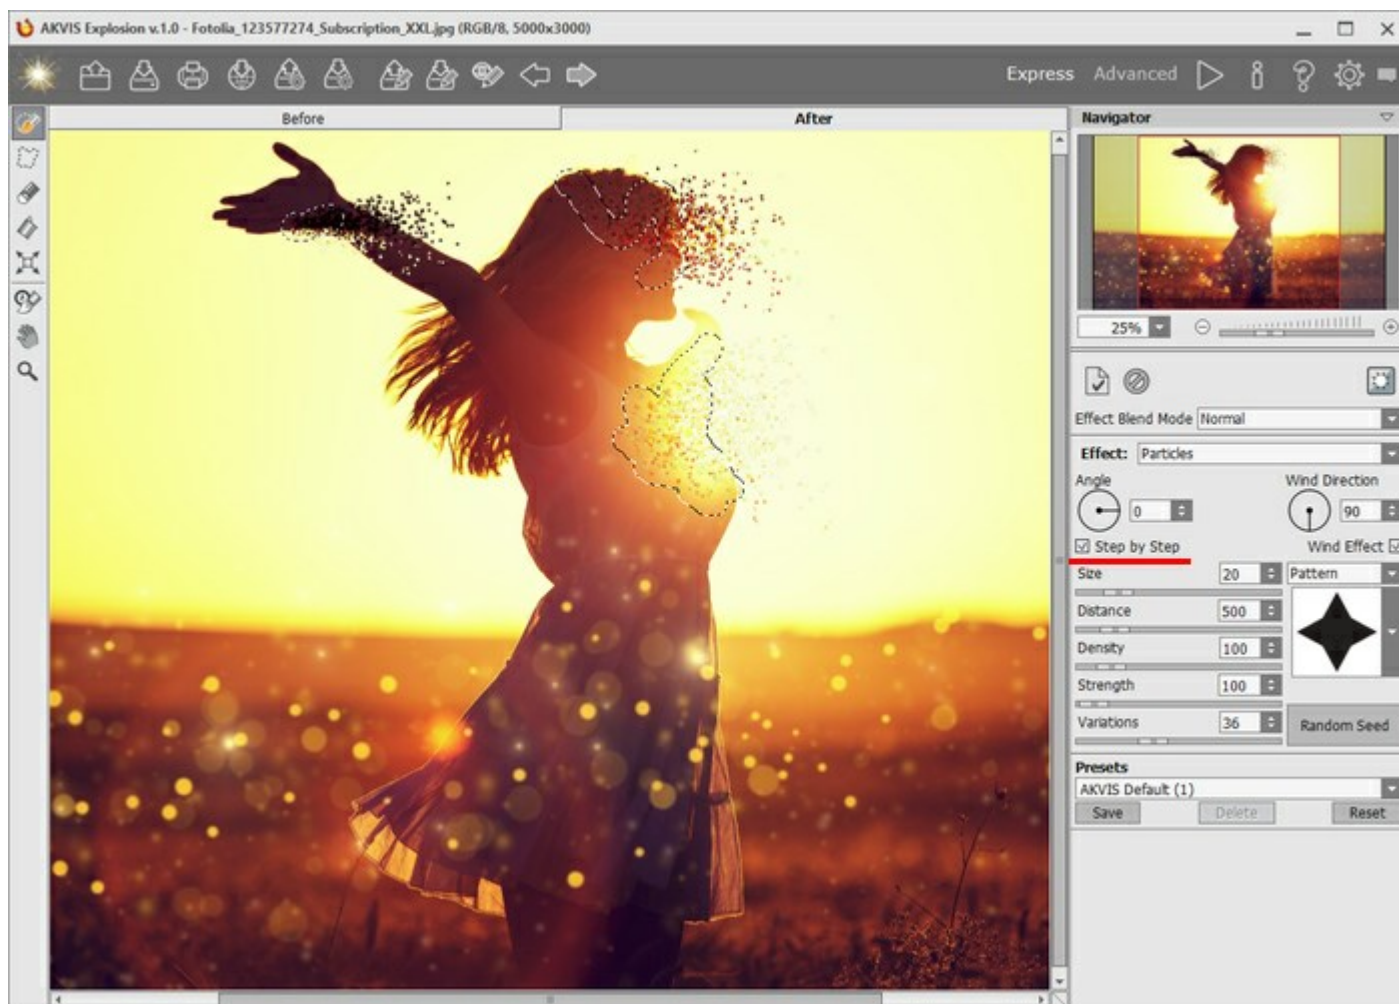 AKVIS Explosion v.1.0 - Fotolia_123577274_Subscription_XXL.jpg (RGB/8, 5000x3000)
Express Advanced
Before After
Navigator
25%
Effect Blend Mode Normal
Effect: Particles
Angle Wind Direction
0 90
Step by Step Wind Effect
Size 20 Pattern
Distance 500
Density 100
Strength 100
Variations 36 Random Seed
Presets
AKVIS Default (1)
Save Delete Reset